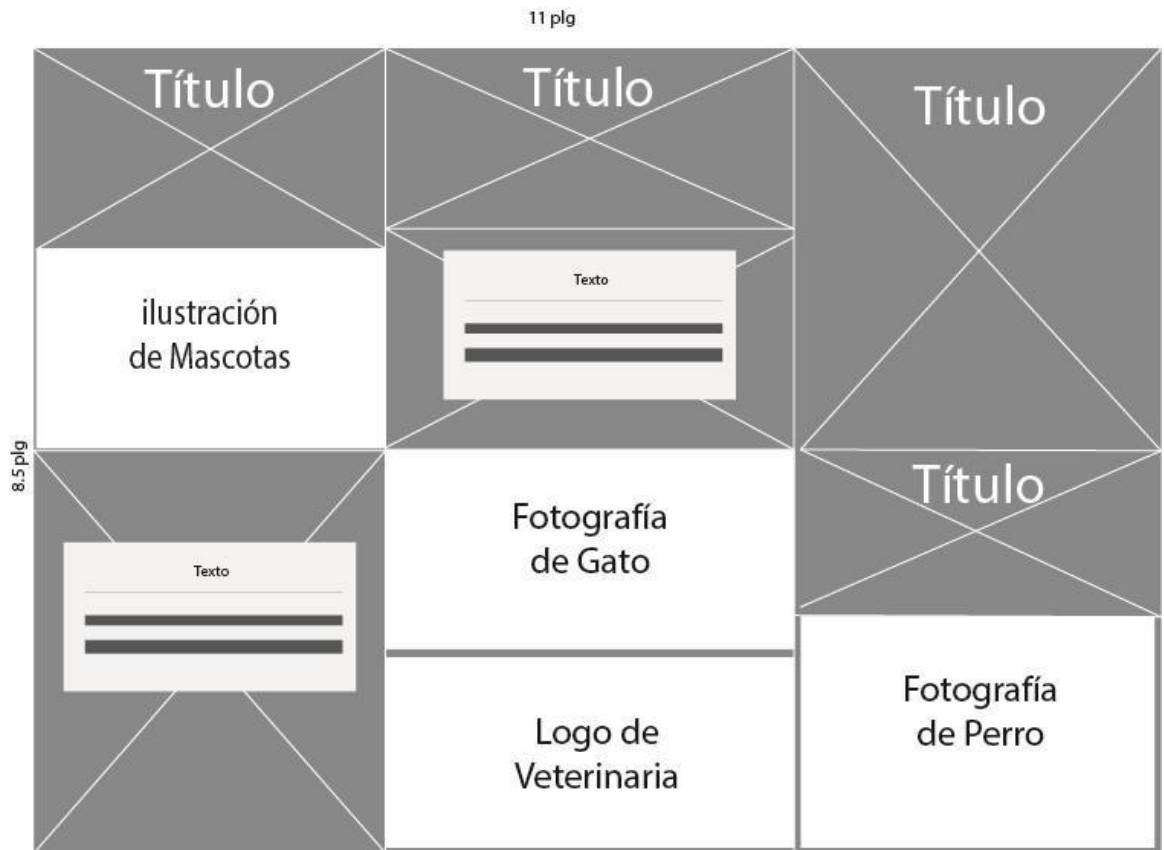 11 plg
8.5 plg
Título
ilustración
de Mascotas
Texto
Título
Texto
Fotografía
de Gato
Logo de
Veterinaria
Título
Título
Fotografía
de Perro